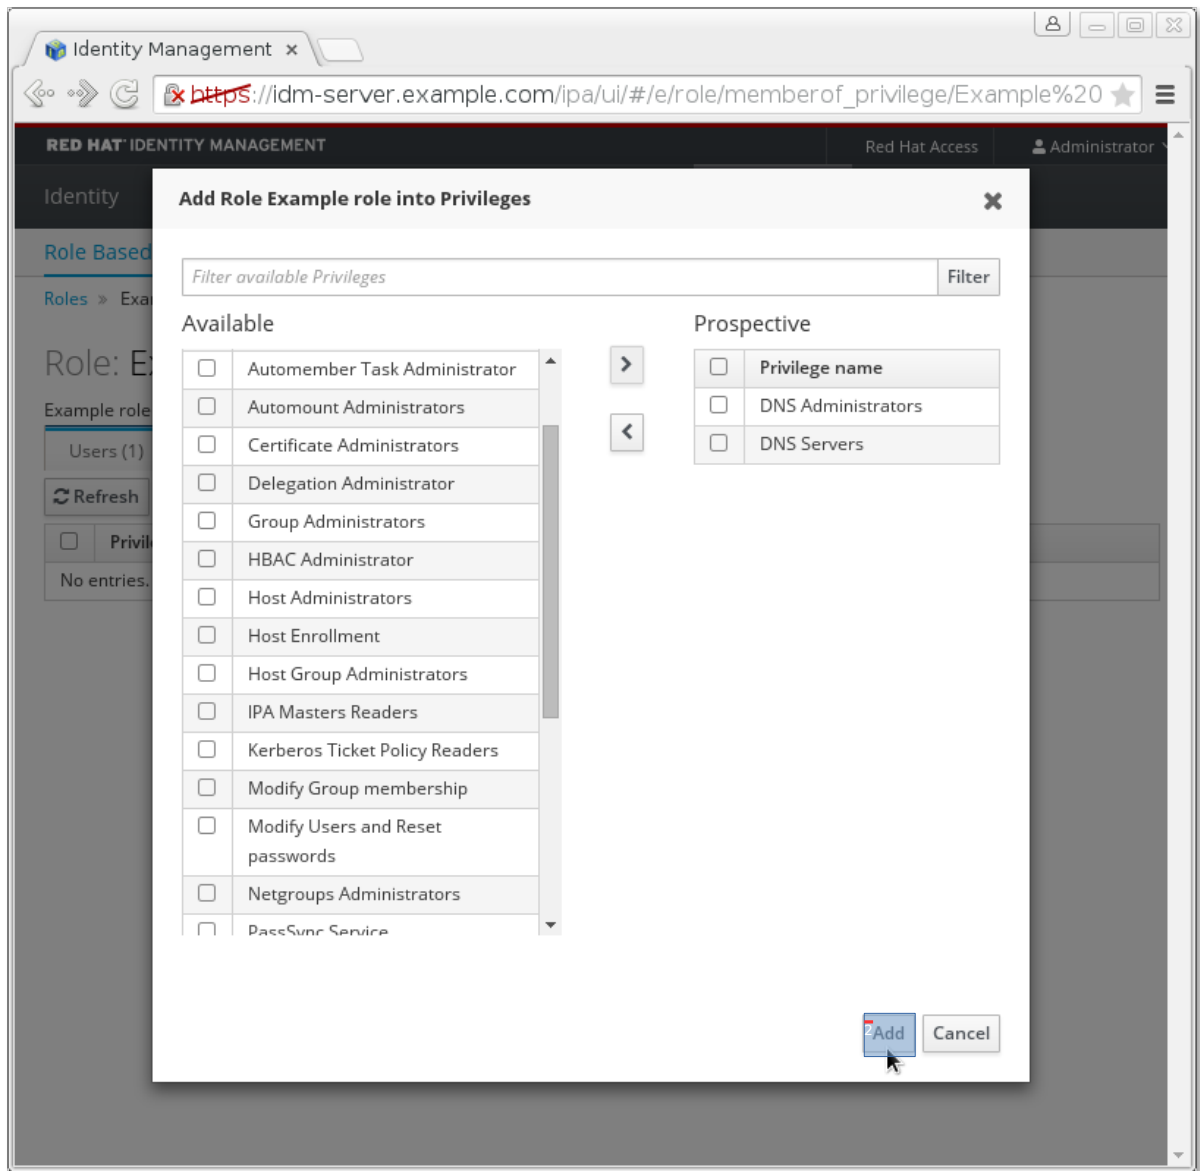 Identity Management
https://idm-server.example.com/ipa/ui/#/e/role/memberof_privilege/Example%20
RED HAT IDENTITY MANAGEMENT
Red Hat Access
Administrator
Identity
Add Role Example role into Privileges
Role Based
Filter available Privileges
Filter
Roles » Exa
Available
Prospective
Role: E
Example role
Users (1)
Refresh
Privil
No entries.
Automember Task Administrator
Automount Administrators
Certificate Administrators
Delegation Administrator
Group Administrators
HBAC Administrator
Host Administrators
Host Enrollment
Host Group Administrators
IPA Masters Readers
Kerberos Ticket Policy Readers
Modify Group membership
Modify Users and Reset
passwords
Netgroups Administrators
PassSync Service
Privilege name
DNS Administrators
DNS Servers
Add
Cancel